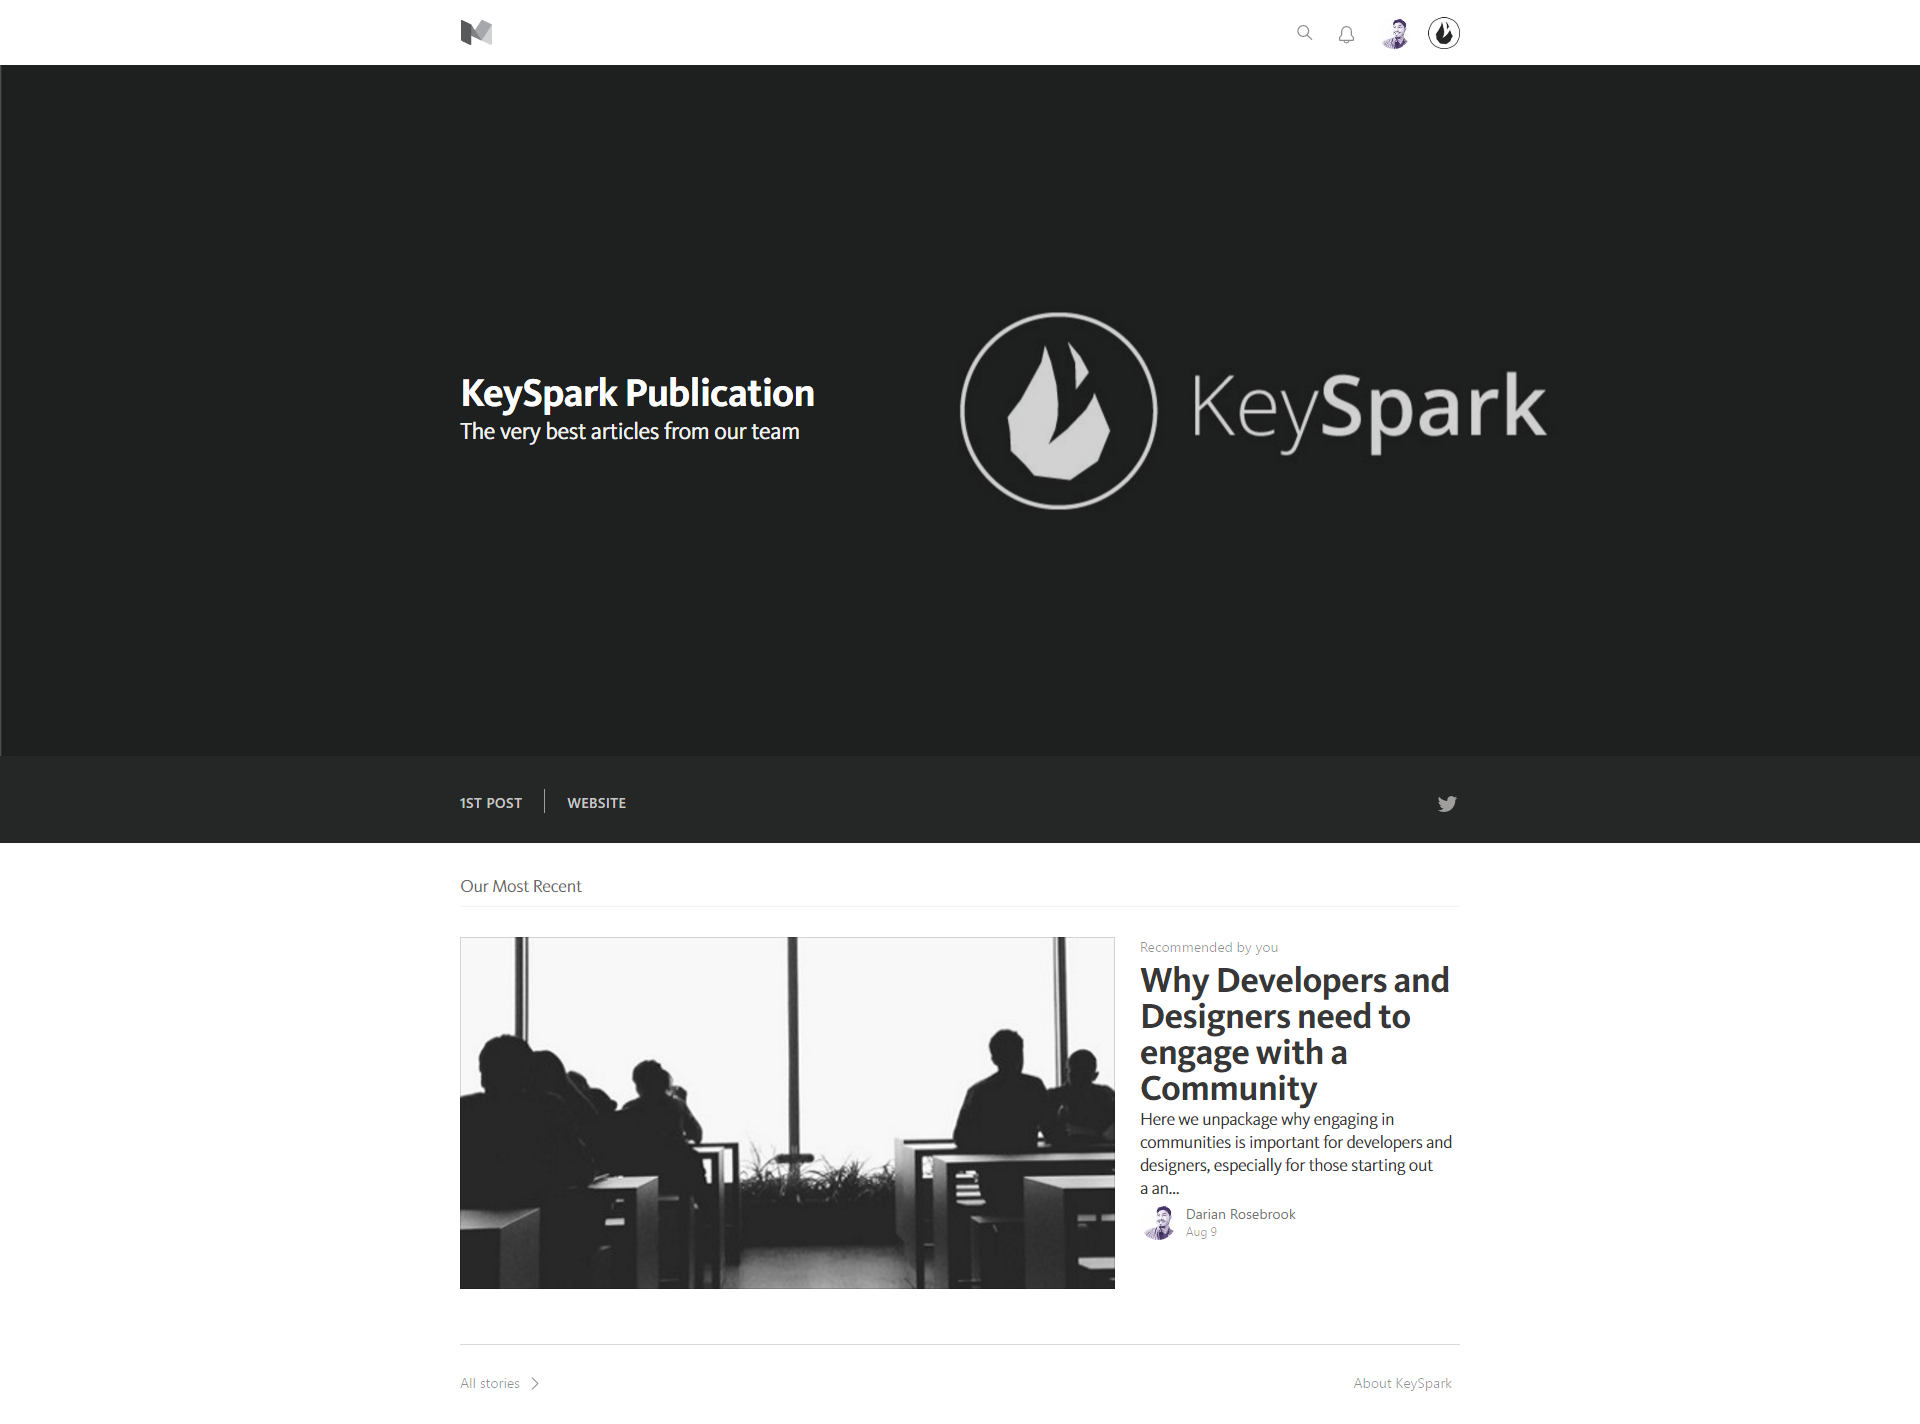 KeySpark Publication
The very best articles from our team
KeySpark
1ST POST
WEBSITE
Our Most Recent
Recommended by you
Why Developers and
Designers need to
engage with a
Community
Here we unpackage why engaging in
communities is important for developers and
designers, especially for those starting out
a an...
Darian Rosebrook
Aug 9
All stories
About KeySpark